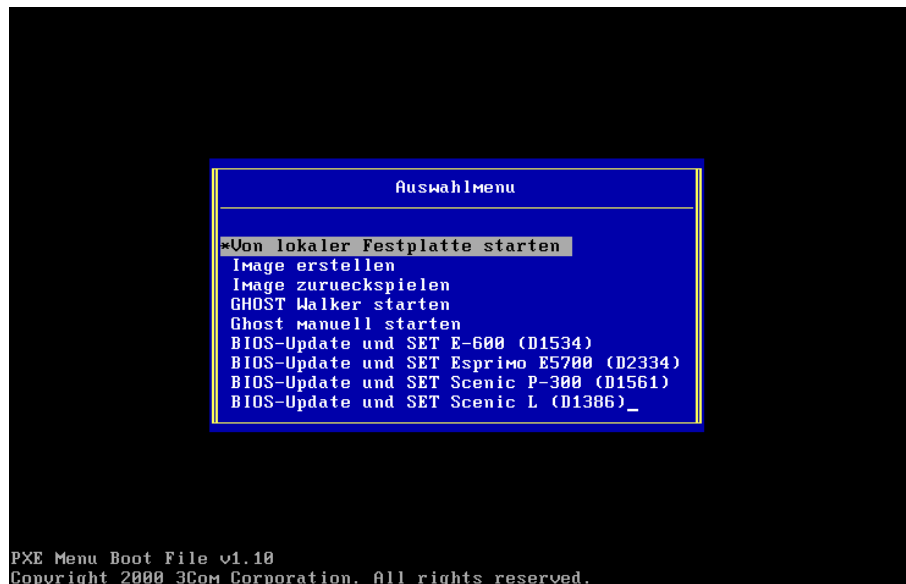 Auswahlmenu
*Von lokaler Festplatte starten
Image erstellen
Image zurueckspielen
GHOST Walker starten
Ghost manuell starten
BIOS-Update und SET E-600 (D1534)
BIOS-Update und SET Esprimo E5700 (D2334)
BIOS-Update und SET Scenic P-300 (D1561)
BIOS-Update und SET Scenic L (D1386)_
PXE Menu Boot File v1.10
Copyright 2000 3Com Corporation. All rights reserved.